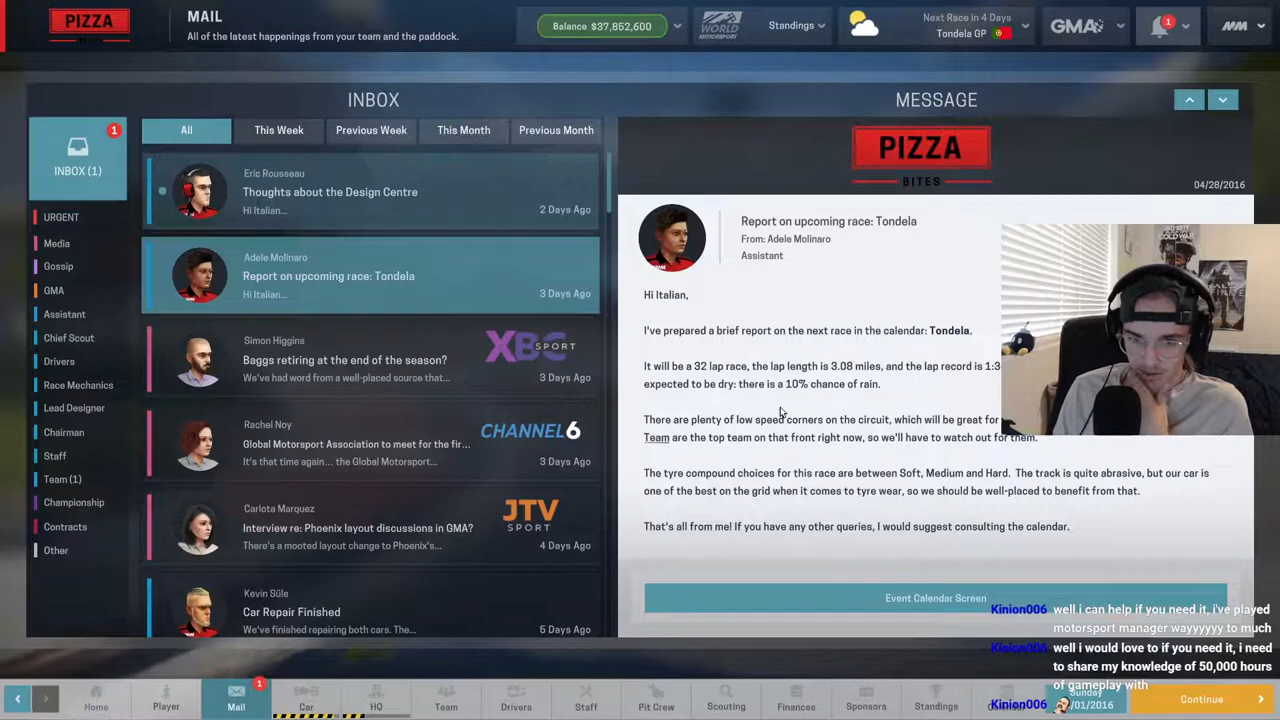 PIZZA
BITES
MAIL
All of the latest happenings from your team and the paddock.
Balance $37,852,600
WORLD MOTORSPORT
Standings
Next Race in 4 Days
Tondela GP
GMA
1
INBOX
MESSAGE
1
INBOX (1)
URGENT
Media
Gossip
GMA
Assistant
Chief Scout
Drivers
Race Mechanics
Lead Designer
Chairman
Staff
Team (1)
Championship
Contracts
Other
All
This Week
Previous Week
This Month
Previous Month
Eric Rousseau
Thoughts about the Design Centre
Hi Italian...
2 Days Ago
Adele Molinaro
Report on upcoming race: Tondela
Hi Italian...
3 Days Ago
Simon Higgins
Baggs retiring at the end of the season?
We've had word from a well-placed source that...
XBC SPORT
3 Days Ago
Rachel Noy
Global Motorsport Association to meet for the fir...
It's that time again... the Global Motorsport...
CHANNEL6
3 Days Ago
Carlota Marquez
Interview re: Phoenix layout discussions in GMA?
There's a mooted layout change to Phoenix's...
JTV SPORT
4 Days Ago
Kevin Süle
Car Repair Finished
We've finished repairing both cars. The...
5 Days Ago
PIZZA
BITES
04/28/2016
Report on upcoming race: Tondela
From: Adele Molinaro
Assistant
Hi Italian,
I've prepared a brief report on the next race in the calendar: Tondela.
It will be a 32 lap race, the lap length is 3.08 miles, and the lap record is 1:3
expected to be dry: there is a 10% chance of rain.
There are plenty of low speed corners on the circuit, which will be great for
Team are the top team on that front right now, so we'll have to watch out for them.
The tyre compound choices for this race are between Soft, Medium and Hard. The track is quite abrasive, but our car is
one of the best on the grid when it comes to tyre wear, so we should be well-placed to benefit from that.
That's all from me! If you have any other queries, I would suggest consulting the calendar.
Event Calendar Screen
Kinion006 well i can help if you need it, i've played
motorsport manager wayyyyyy to much
Kinion006 well i would love to if you need it, i need
to share my knowledge of 50,000 hours
of gameplay with
Kinion006
Home
Player
1
Mail
Car
HQ
Team
Drivers
Staff
Pit Crew
Scouting
Finances
Sponsors
Standings
Sunday
/01/2016
Continue